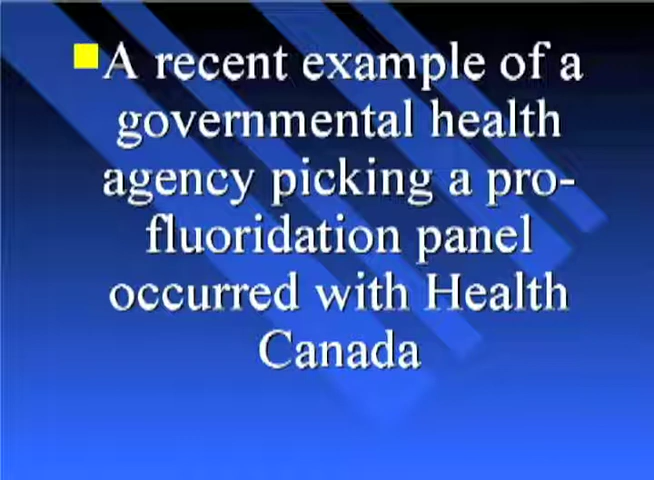 A recent example of a
governmental health
agency picking a pro-
fluoridation panel
occurred with Health
Canada